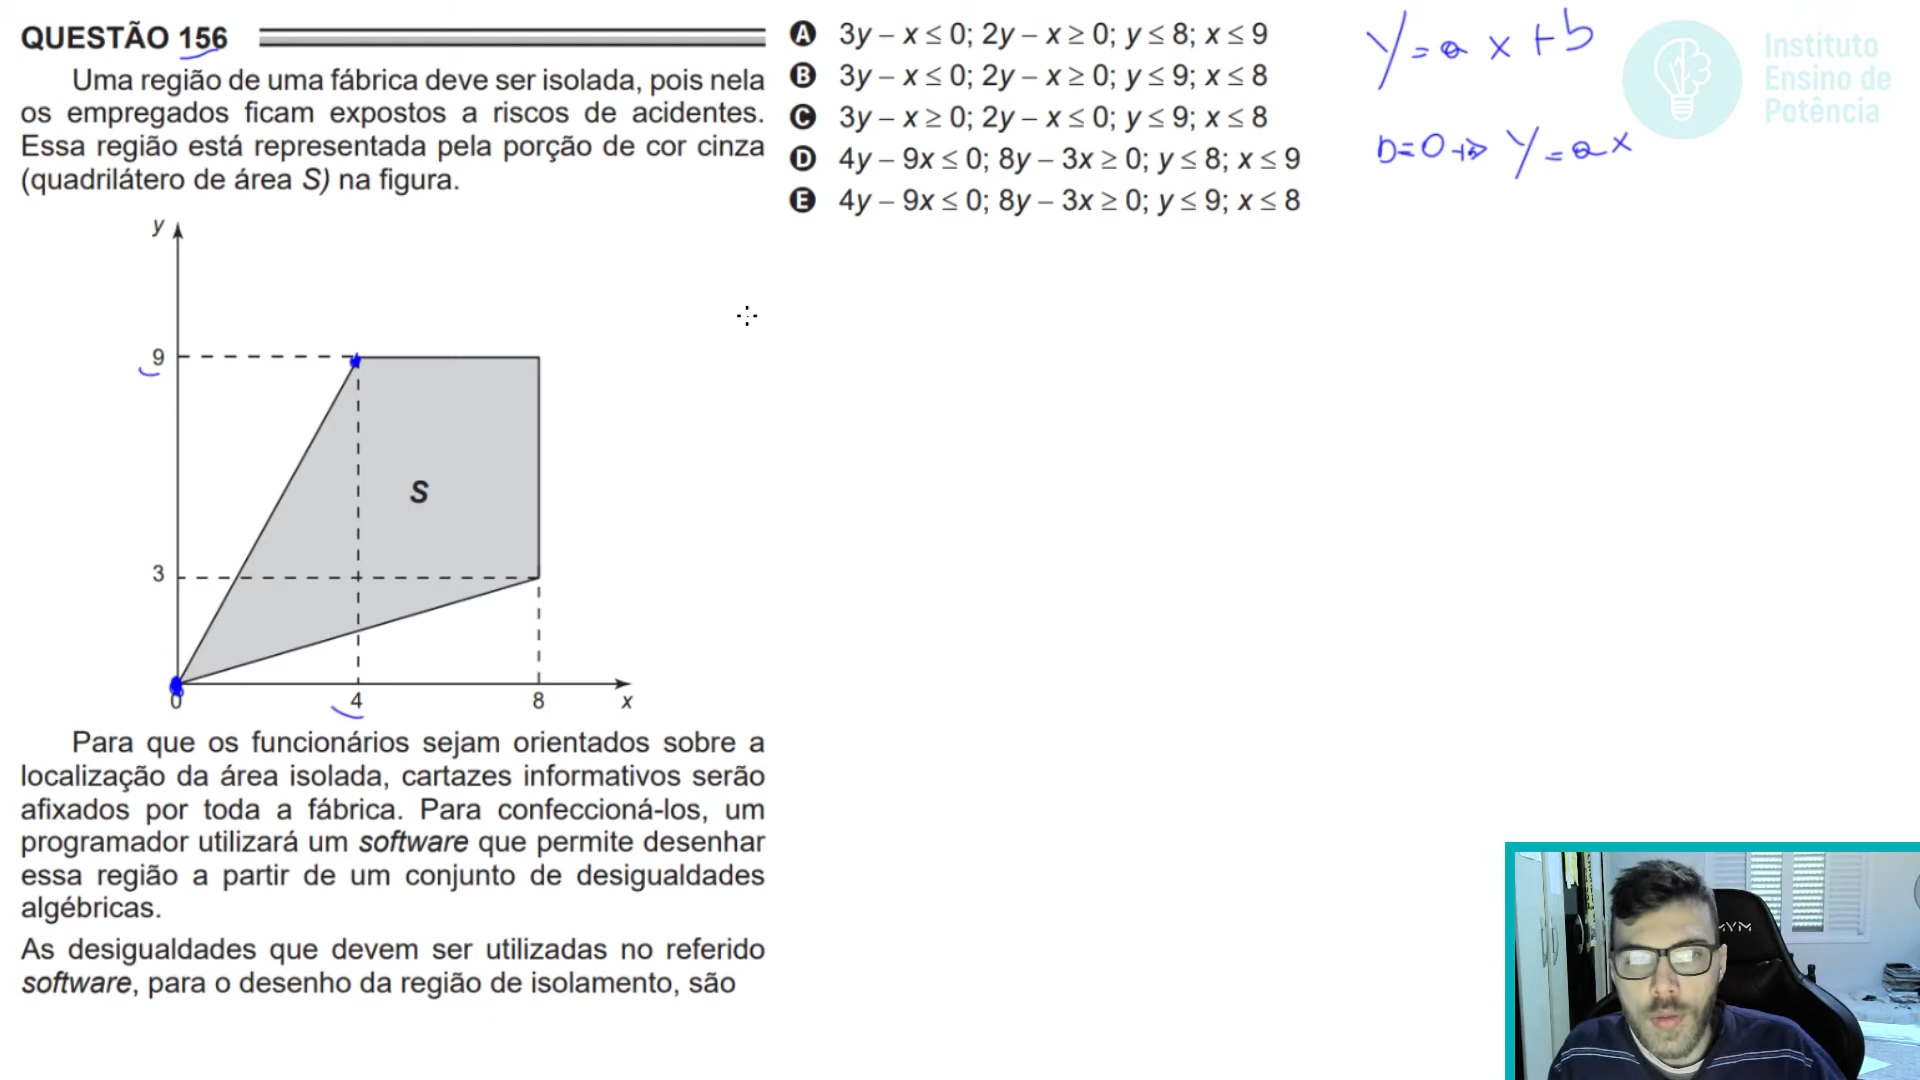 QUESTÃO 156
Uma região de uma fábrica deve ser isolada, pois nela
os empregados ficam expostos a riscos de acidentes.
Essa região está representada pela porção de cor cinza
(quadrilátero de área S) na figura.
y
9
S
3
0 4 8 x
Para que os funcionários sejam orientados sobre a
localização da área isolada, cartazes informativos serão
afixados por toda a fábrica. Para confeccioná-los, um
programador utilizará um software que permite desenhar
essa região a partir de um conjunto de desigualdades
algébricas.
As desigualdades que devem ser utilizadas no referido
software, para o desenho da região de isolamento, são
A 3y – x ≤ 0; 2y – x ≥ 0; y ≤ 8; x ≤ 9
B 3y – x ≤ 0; 2y – x ≥ 0; y ≤ 9; x ≤ 8
C 3y – x ≥ 0; 2y – x ≤ 0; y ≤ 9; x ≤ 8
D 4y – 9x ≤ 0; 8y – 3x ≥ 0; y ≤ 8; x ≤ 9
E 4y – 9x ≤ 0; 8y – 3x ≥ 0; y ≤ 9; x ≤ 8
y = a x + b
b=0 → y = a x
Instituto
Ensino de
Potência
MYM